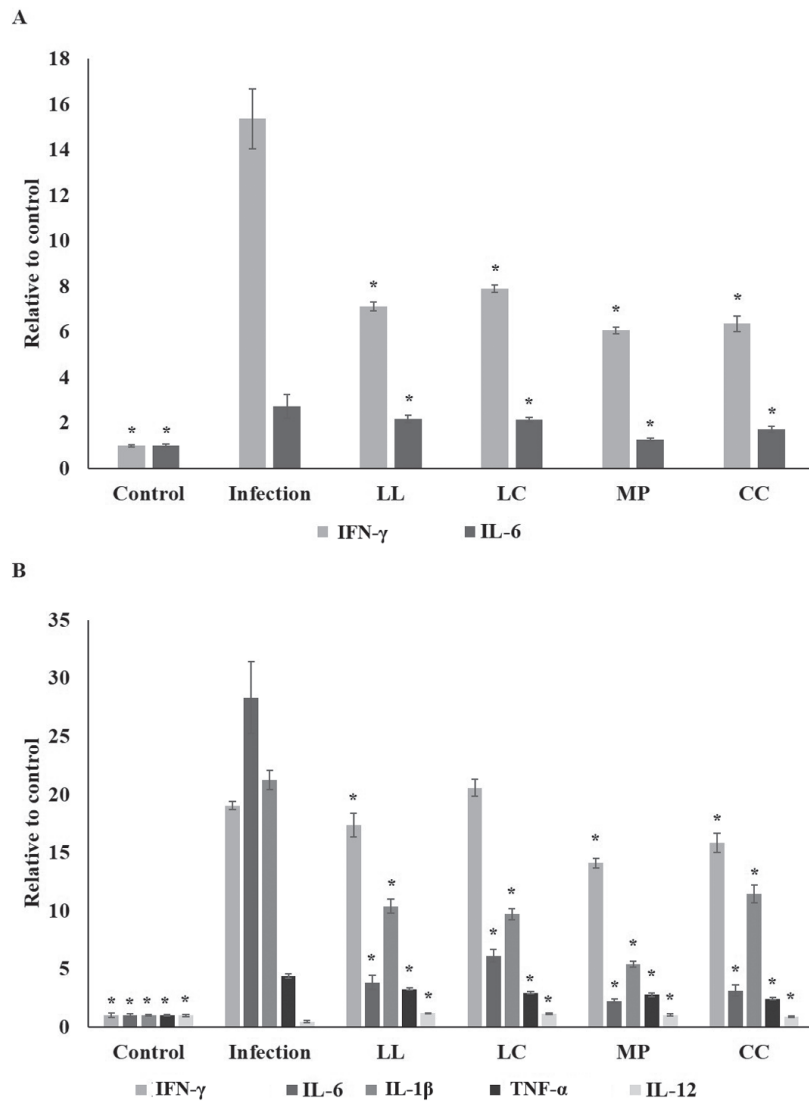 A
Relative to control
18
16
14
12
10
8
6
4
2
0
* *
* *
* *
* *
* *
Control Infection LL LC MP CC
IFN-γ IL-6
B
Relative to control
35
30
25
20
15
10
5
0
* * * * *
* * * * *
* * * *
* * * * *
* * * * *
Control Infection LL LC MP CC
IFN-γ IL-6 IL-1β TNF-α IL-12